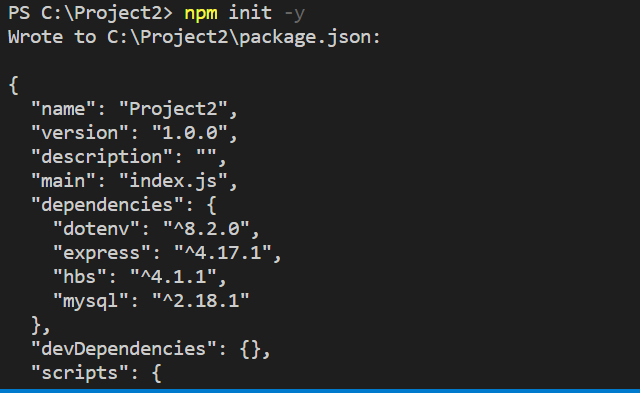 PS C:\Project2> npm init -y
Wrote to C:\Project2\package.json:
{
  "name": "Project2",
  "version": "1.0.0",
  "description": "",
  "main": "index.js",
  "dependencies": {
    "dotenv": "^8.2.0",
    "express": "^4.17.1",
    "hbs": "^4.1.1",
    "mysql": "^2.18.1"
  },
  "devDependencies": {},
  "scripts": {